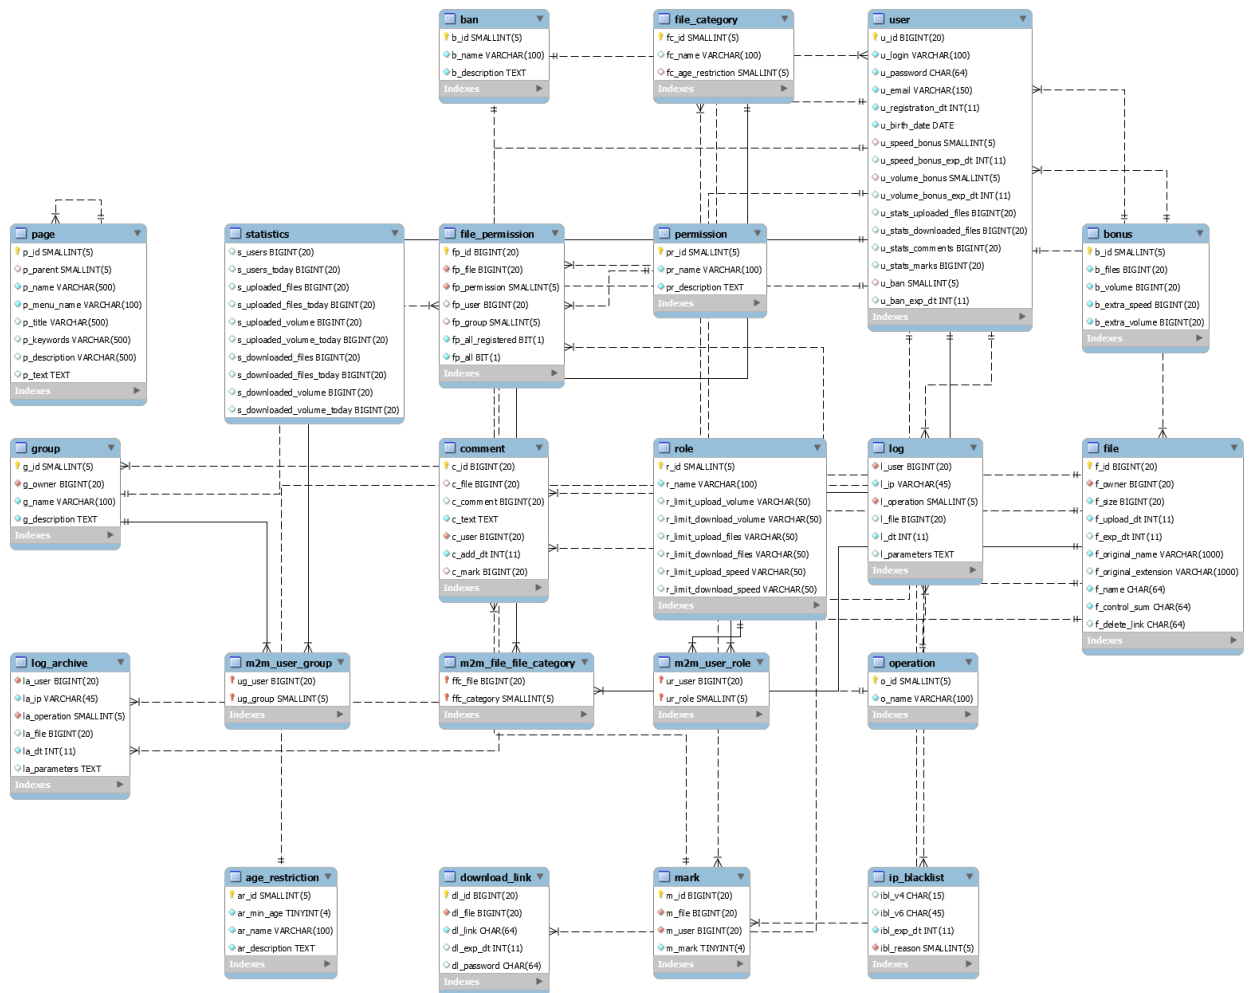 ban
b_id SMALLINT(5)
b_name VARCHAR(100)
b_description TEXT
Indexes
file_category
fc_id SMALLINT(5)
fc_name VARCHAR(100)
fc_age_restriction SMALLINT(5)
Indexes
user
u_id BIGINT(20)
u_login VARCHAR(100)
u_password CHAR(64)
u_email VARCHAR(150)
u_registration_dt INT(11)
u_birth_date DATE
u_speed_bonus SMALLINT(5)
u_speed_bonus_exp_dt INT(11)
u_volume_bonus SMALLINT(5)
u_volume_bonus_exp_dt INT(11)
u_stats_uploaded_files BIGINT(20)
u_stats_downloaded_files BIGINT(20)
u_stats_comments BIGINT(20)
u_stats_marks BIGINT(20)
u_ban SMALLINT(5)
u_ban_exp_dt INT(11)
Indexes
page
p_id SMALLINT(5)
p_parent SMALLINT(5)
p_name VARCHAR(500)
p_menu_name VARCHAR(100)
p_title VARCHAR(500)
p_keywords VARCHAR(500)
p_description VARCHAR(500)
p_text TEXT
Indexes
statistics
s_users BIGINT(20)
s_users_today BIGINT(20)
s_uploaded_files BIGINT(20)
s_uploaded_files_today BIGINT(20)
s_uploaded_volume BIGINT(20)
s_uploaded_volume_today BIGINT(20)
s_downloaded_files BIGINT(20)
s_downloaded_files_today BIGINT(20)
s_downloaded_volume BIGINT(20)
s_downloaded_volume_today BIGINT(20)
file_permission
fp_id BIGINT(20)
fp_file BIGINT(20)
fp_permission SMALLINT(5)
fp_user BIGINT(20)
fp_group SMALLINT(5)
fp_all_registered BIT(1)
fp_all BIT(1)
Indexes
permission
pr_id SMALLINT(5)
pr_name VARCHAR(100)
pr_description TEXT
Indexes
bonus
b_id SMALLINT(5)
b_files BIGINT(20)
b_volume BIGINT(20)
b_extra_speed BIGINT(20)
b_extra_volume BIGINT(20)
Indexes
group
g_id SMALLINT(5)
g_owner BIGINT(20)
g_name VARCHAR(100)
g_description TEXT
Indexes
comment
c_id BIGINT(20)
c_file BIGINT(20)
c_comment BIGINT(20)
c_text TEXT
c_user BIGINT(20)
c_add_dt INT(11)
c_mark BIGINT(20)
Indexes
role
r_id SMALLINT(5)
r_name VARCHAR(100)
r_limit_upload_volume VARCHAR(50)
r_limit_download_volume VARCHAR(50)
r_limit_upload_files VARCHAR(50)
r_limit_download_files VARCHAR(50)
r_limit_upload_speed VARCHAR(50)
r_limit_download_speed VARCHAR(50)
Indexes
log
l_user BIGINT(20)
l_ip VARCHAR(45)
l_operation SMALLINT(5)
l_file BIGINT(20)
l_dt INT(11)
l_parameters TEXT
Indexes
file
f_id BIGINT(20)
f_owner BIGINT(20)
f_size BIGINT(20)
f_upload_dt INT(11)
f_exp_dt INT(11)
f_original_name VARCHAR(1000)
f_original_extension VARCHAR(1000)
f_name CHAR(64)
f_control_sum CHAR(64)
f_delete_link CHAR(64)
Indexes
log_archive
la_user BIGINT(20)
la_ip VARCHAR(45)
la_operation SMALLINT(5)
la_file BIGINT(20)
la_dt INT(11)
la_parameters TEXT
Indexes
m2m_user_group
ug_user BIGINT(20)
ug_group SMALLINT(5)
Indexes
m2m_file_file_category
ffc_file BIGINT(20)
ffc_category SMALLINT(5)
Indexes
m2m_user_role
ur_user BIGINT(20)
ur_role SMALLINT(5)
Indexes
operation
o_id SMALLINT(5)
o_name VARCHAR(100)
Indexes
age_restriction
ar_id SMALLINT(5)
ar_min_age TINYINT(4)
ar_name VARCHAR(100)
ar_description TEXT
Indexes
download_link
dl_id BIGINT(20)
dl_file BIGINT(20)
dl_link CHAR(64)
dl_exp_dt INT(11)
dl_password CHAR(64)
Indexes
mark
m_id BIGINT(20)
m_file BIGINT(20)
m_user BIGINT(20)
m_mark TINYINT(4)
Indexes
ip_blacklist
ibl_v4 CHAR(15)
ibl_v6 CHAR(45)
ibl_exp_dt INT(11)
ibl_reason SMALLINT(5)
Indexes